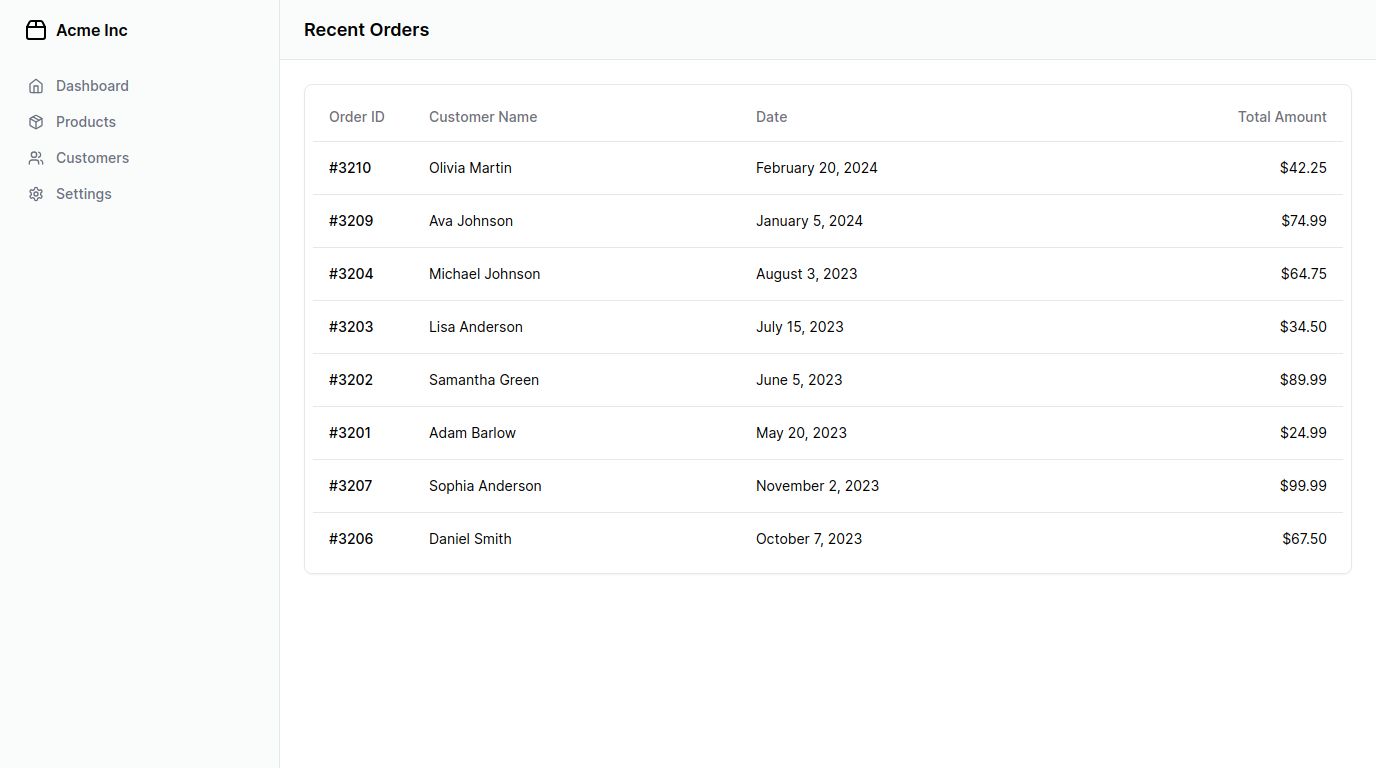 Acme Inc
Dashboard
Products
Customers
Settings
Recent Orders
Order ID Customer Name Date Total Amount
#3210 Olivia Martin February 20, 2024 $42.25
#3209 Ava Johnson January 5, 2024 $74.99
#3204 Michael Johnson August 3, 2023 $64.75
#3203 Lisa Anderson July 15, 2023 $34.50
#3202 Samantha Green June 5, 2023 $89.99
#3201 Adam Barlow May 20, 2023 $24.99
#3207 Sophia Anderson November 2, 2023 $99.99
#3206 Daniel Smith October 7, 2023 $67.50